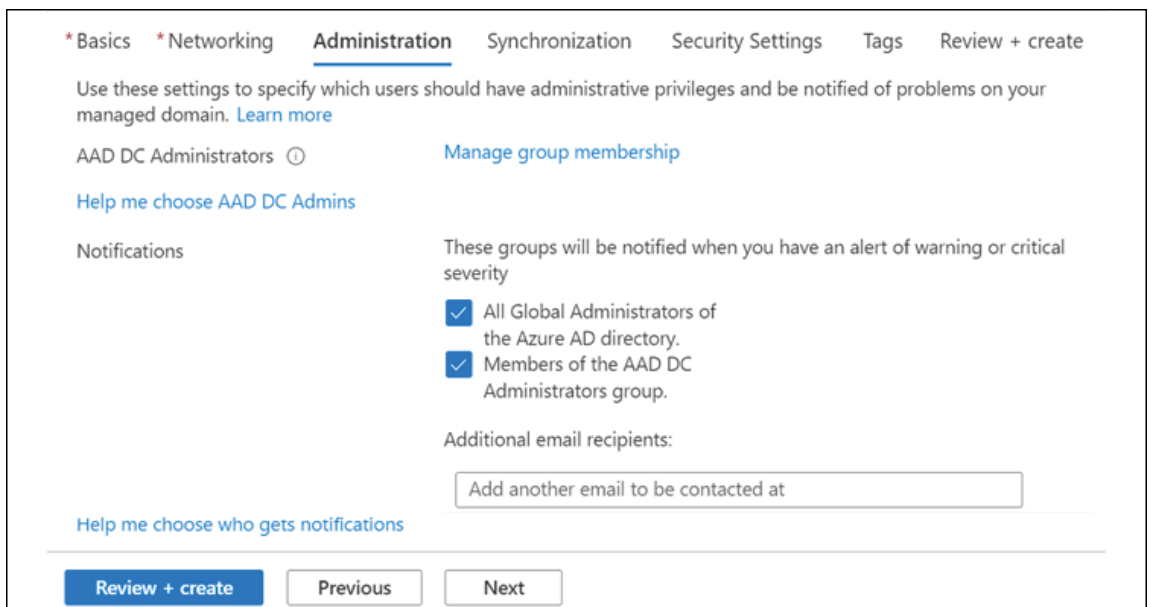 *Basics *Networking Administration Synchronization Security Settings Tags Review + create
Use these settings to specify which users should have administrative privileges and be notified of problems on your
managed domain. Learn more
AAD DC Administrators Manage group membership
Help me choose AAD DC Admins
Notifications
These groups will be notified when you have an alert of warning or critical
severity
All Global Administrators of
the Azure AD directory.
Members of the AAD DC
Administrators group.
Additional email recipients:
Add another email to be contacted at
Help me choose who gets notifications
Review + create Previous Next